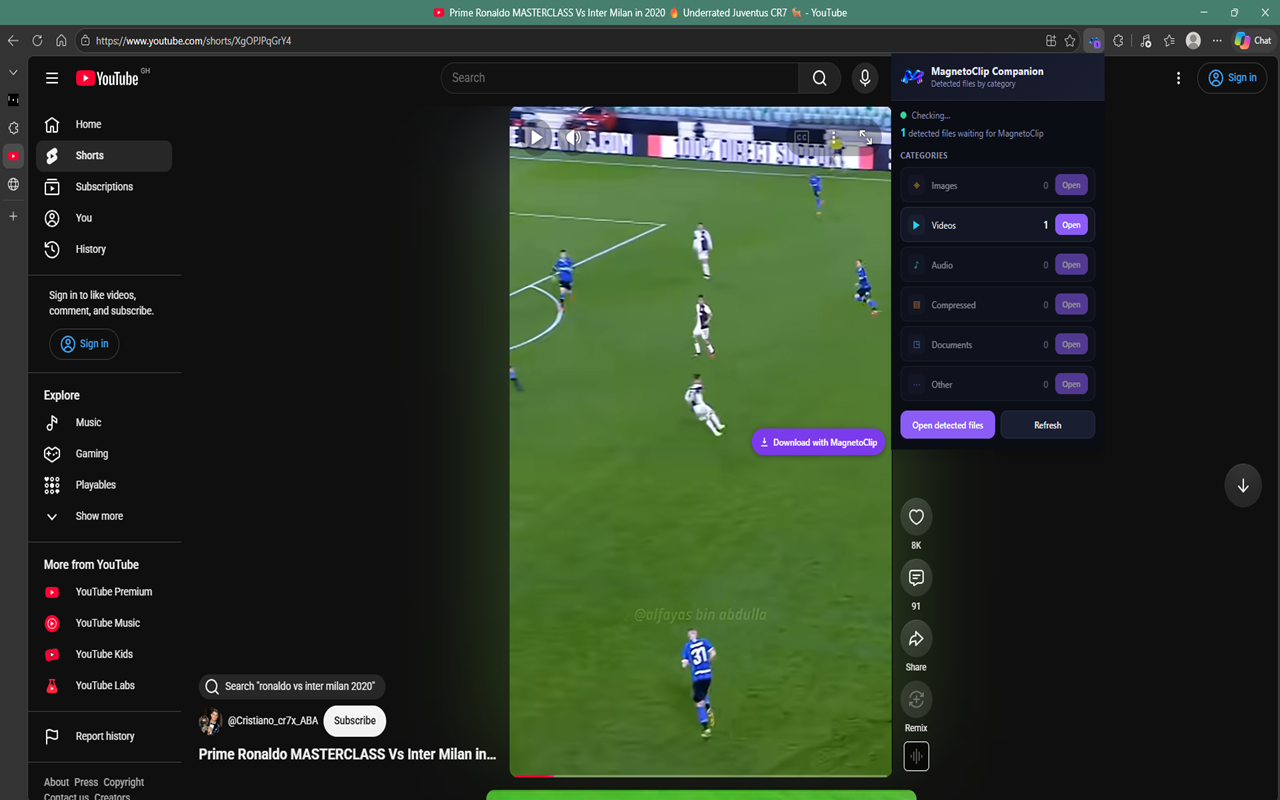 Prime Ronaldo MASTERCLASS Vs Inter Milan in 2020 🔥 Underrated Juventus CR7 🐐 - YouTube
https://www.youtube.com/shorts/XgOPJPqGrY4
Chat
YouTube GH
Search
Sign in
Home
Shorts
Subscriptions
You
History
Sign in to like videos,
comment, and subscribe.
Sign in
Explore
Music
Gaming
Playables
Show more
More from YouTube
YouTube Premium
YouTube Music
YouTube Kids
YouTube Labs
Report history
About Press Copyright
Contact us Creators
CC
100% DIRECT SUPPORT
31
@alfayas bin abdulla
Download with MagnetoClip
Search "ronaldo vs inter milan 2020"
@Cristiano_cr7x_ABA
Subscribe
Prime Ronaldo MASTERCLASS Vs Inter Milan in...
8K
91
Share
Remix
MagnetoClip Companion
Detected files by category
Checking...
1 detected files waiting for MagnetoClip
CATEGORIES
Images 0 Open
Videos 1 Open
Audio 0 Open
Compressed 0 Open
Documents 0 Open
Other 0 Open
Open detected files
Refresh